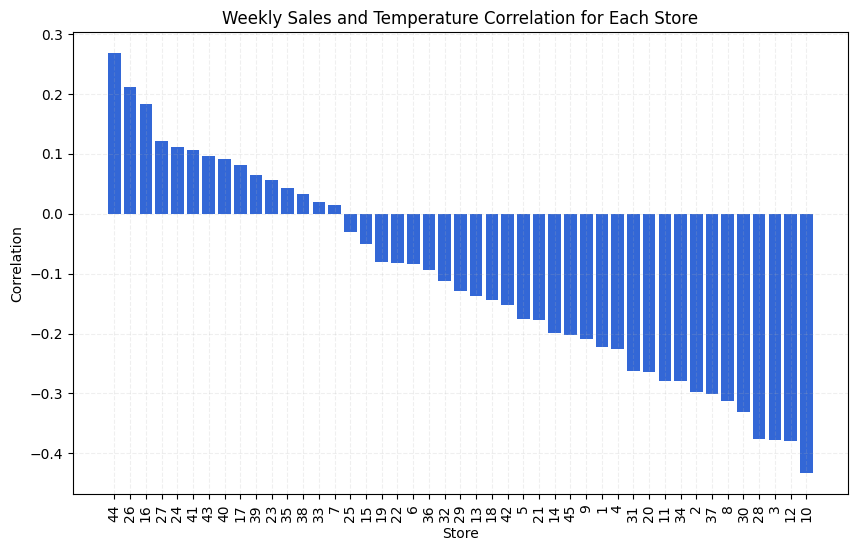 Weekly Sales and Temperature Correlation for Each Store
0.3
0.2
0.1
0.0
−0.1
−0.2
−0.3
−0.4
Correlation
44 26 16 27 24 41 43 40 17 39 23 35 38 33 7 25 15 19 22 6 36 32 29 13 18 42 5 21 14 45 9 1 4 31 20 11 34 2 37 8 30 28 3 12 10
Store